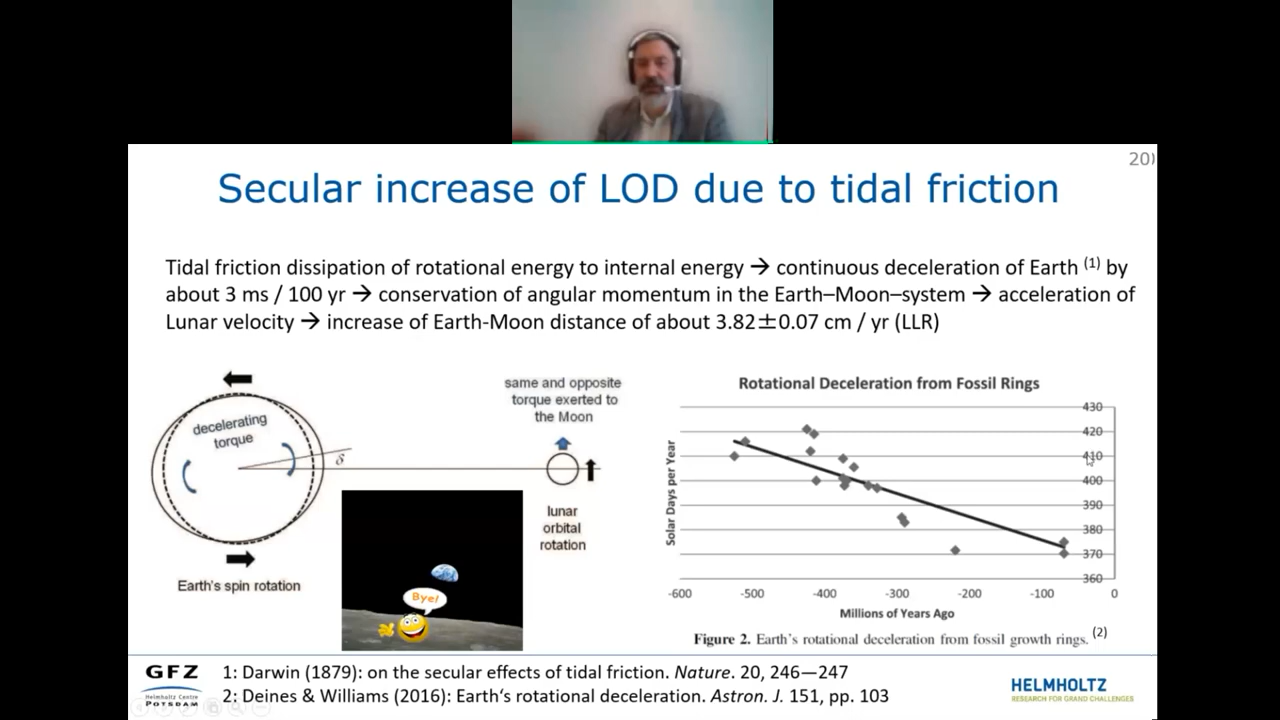 20)
Secular increase of LOD due to tidal friction
Tidal friction dissipation of rotational energy to internal energy → continuous deceleration of Earth (1) by
about 3 ms / 100 yr → conservation of angular momentum in the Earth–Moon–system → acceleration of
Lunar velocity → increase of Earth-Moon distance of about 3.82±0.07 cm / yr (LLR)
decelerating
torque
δ
Earth's spin rotation
same and opposite
torque exerted to
the Moon
lunar
orbital
rotation
Bye!
Rotational Deceleration from Fossil Rings
Solar Days per Year
430
420
410
400
390
380
370
360
-600 -500 -400 -300 -200 -100 0
Millions of Years Ago
Figure 2. Earth's rotational deceleration from fossil growth rings. (2)
GFZ
Helmholtz Centre
POTSDAM
1: Darwin (1879): on the secular effects of tidal friction. Nature. 20, 246—247
2: Deines & Williams (2016): Earth‘s rotational deceleration. Astron. J. 151, pp. 103
HELMHOLTZ
RESEARCH FOR GRAND CHALLENGES